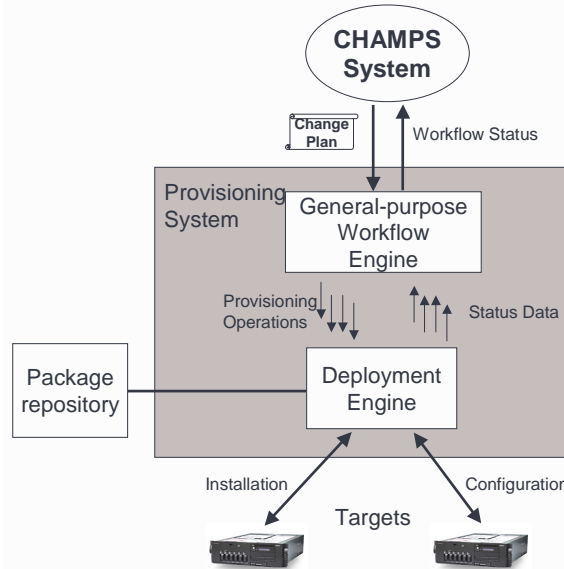 CHAMPS
System
Change
Plan
Workflow Status
Provisioning
System
General-purpose
Workflow
Engine
Provisioning
Operations
Status Data
Package
repository
Deployment
Engine
Installation
Configuration
Targets